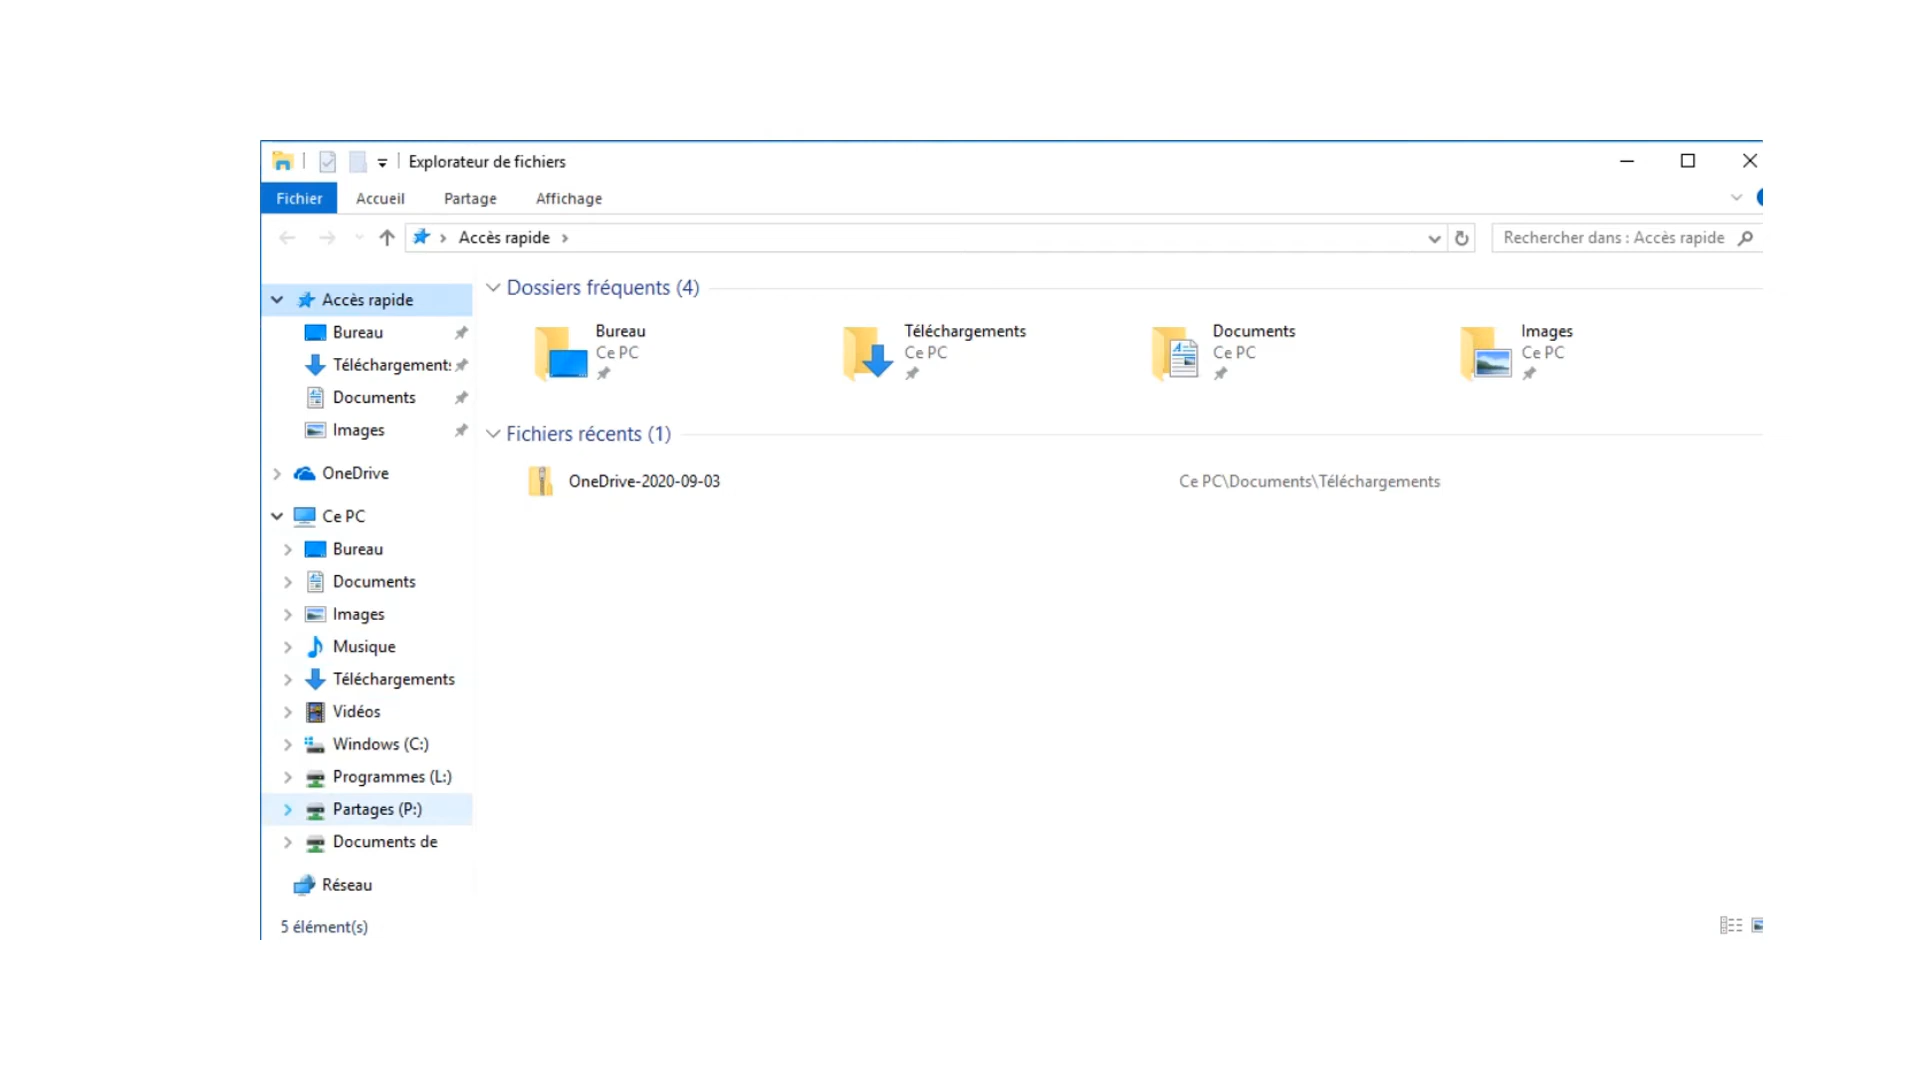 Explorateur de fichiers
Fichier Accueil Partage Affichage
Accès rapide
Rechercher dans : Accès rapide
Accès rapide
Bureau
Téléchargement
Documents
Images
OneDrive
Ce PC
Bureau
Documents
Images
Musique
Téléchargements
Vidéos
Windows (C:)
Programmes (L:)
Partages (P:)
Documents de
Réseau
Dossiers fréquents (4)
Bureau
Ce PC
Téléchargements
Ce PC
Documents
Ce PC
Images
Ce PC
Fichiers récents (1)
OneDrive-2020-09-03 Ce PC\Documents\Téléchargements
5 élément(s)